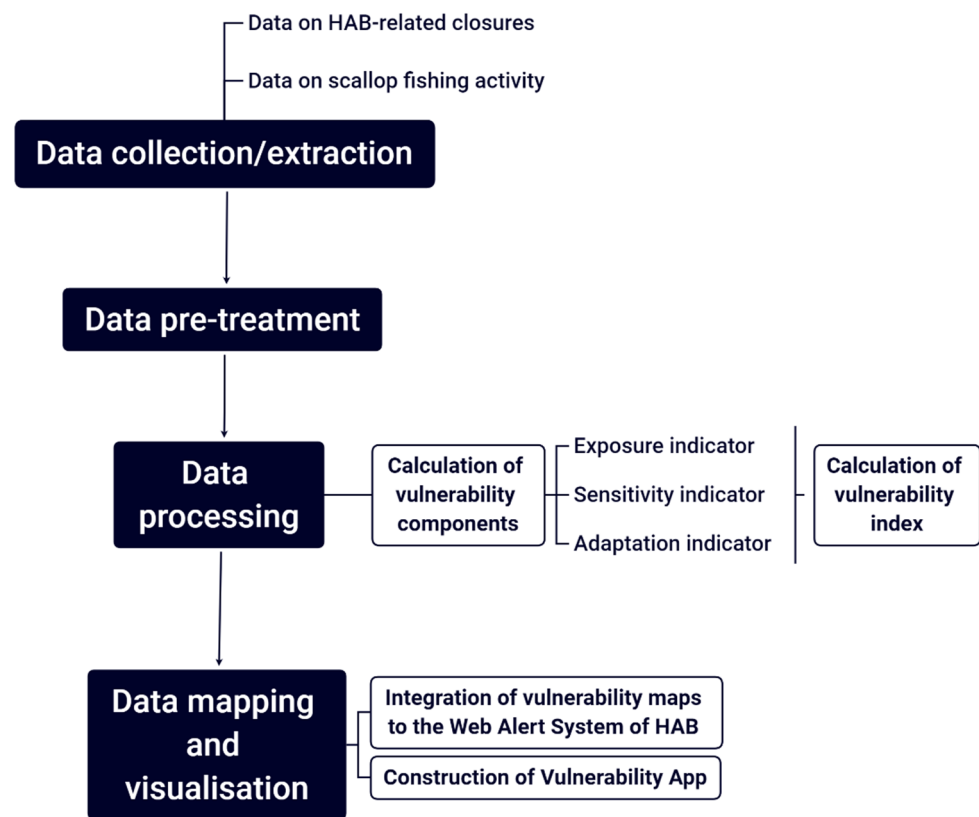 Data on HAB-related closures
Data on scallop fishing activity
Data collection/extraction
Data pre-treatment
Data
processing
Calculation of
vulnerability
components
Exposure indicator
Sensitivity indicator
Adaptation indicator
Calculation of
vulnerability
index
Data mapping
and
visualisation
Integration of vulnerability maps
to the Web Alert System of HAB
Construction of Vulnerability App